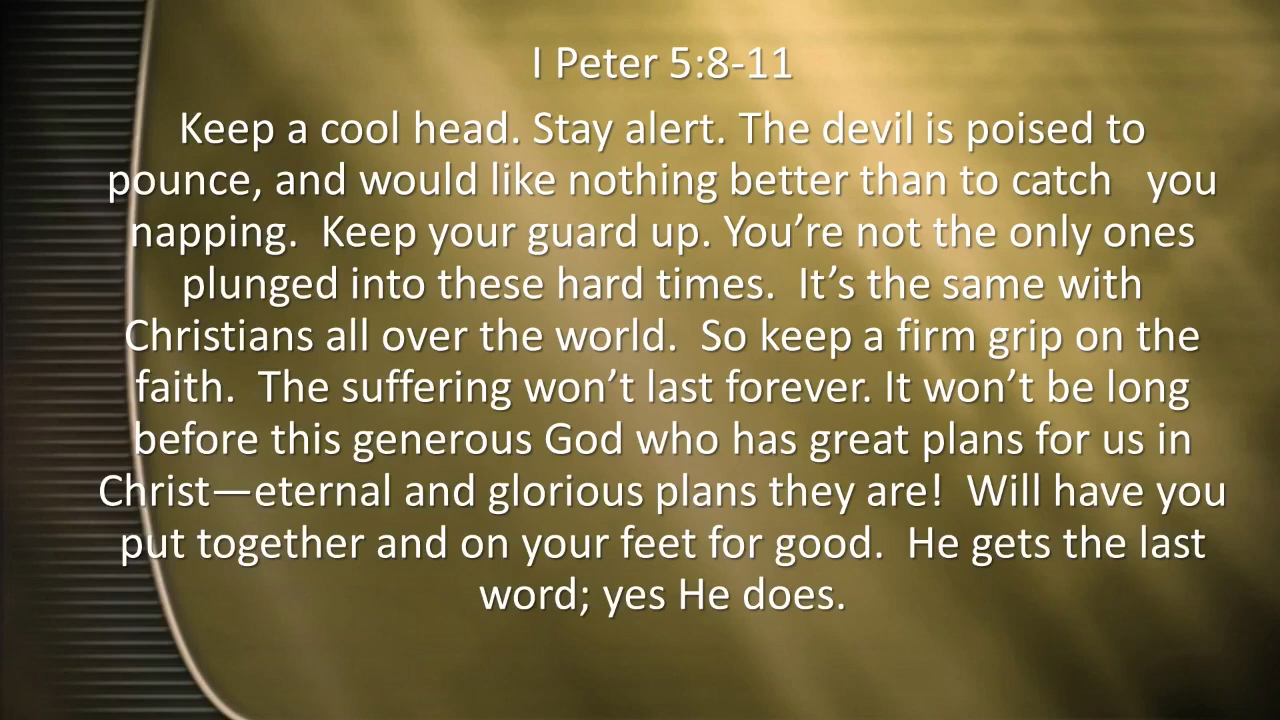 I Peter 5:8-11
Keep a cool head. Stay alert. The devil is poised to
pounce, and would like nothing better than to catch   you
napping.  Keep your guard up. You’re not the only ones
plunged into these hard times.  It’s the same with
Christians all over the world.  So keep a firm grip on the
faith.  The suffering won’t last forever. It won’t be long
before this generous God who has great plans for us in
Christ—eternal and glorious plans they are!  Will have you
put together and on your feet for good.  He gets the last
word; yes He does.